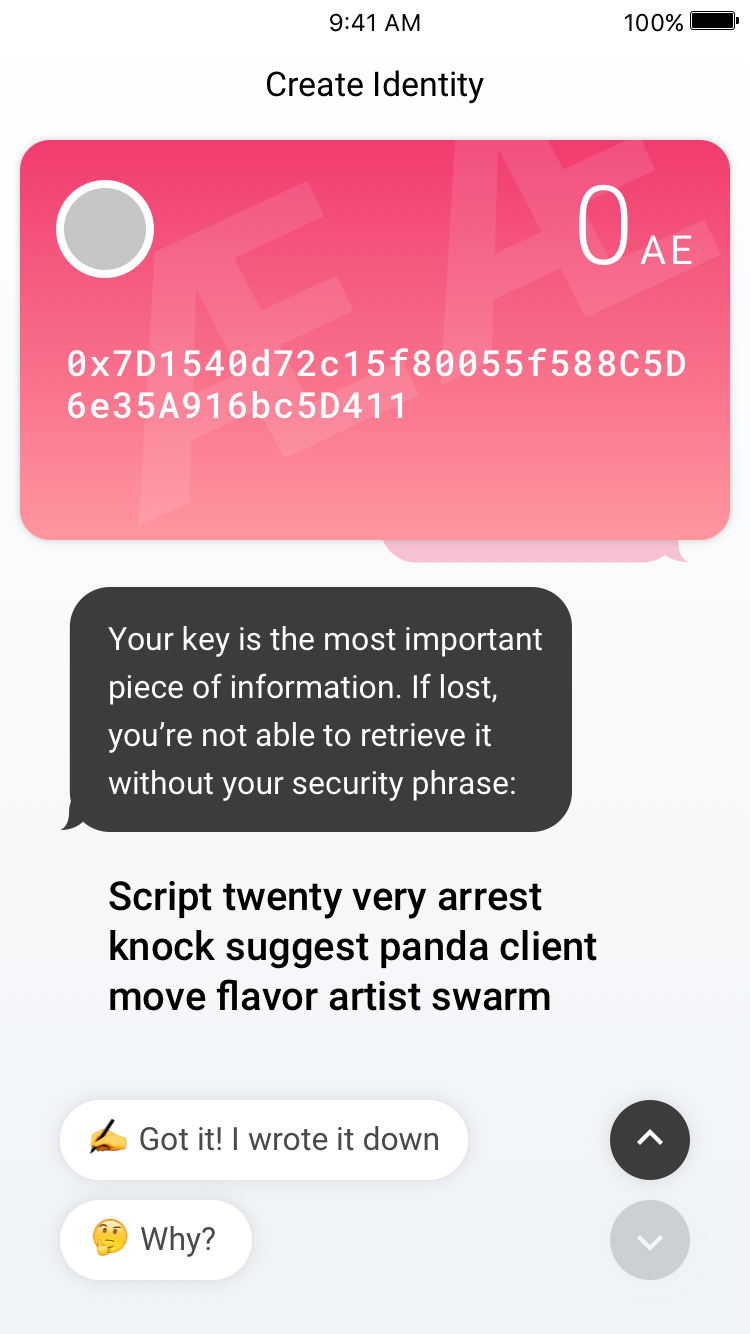 9:41 AM 100%
Create Identity
Æ Æ
0 AE
0x7D1540d72c15f80055f588C5D
6e35A916bc5D411
Your key is the most important
piece of information. If lost,
you’re not able to retrieve it
without your security phrase:
Script twenty very arrest
knock suggest panda client
move flavor artist swarm
✍️ Got it! I wrote it down
🤔 Why?